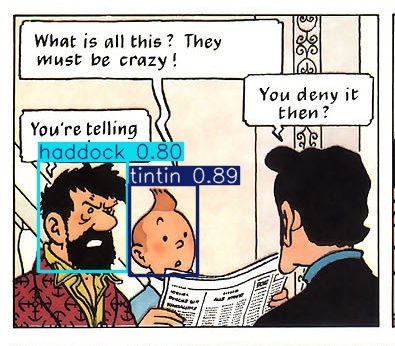 What is all this? They
must be crazy!
You deny it
then?
You're telling
haddock 0.80
tintin 0.89